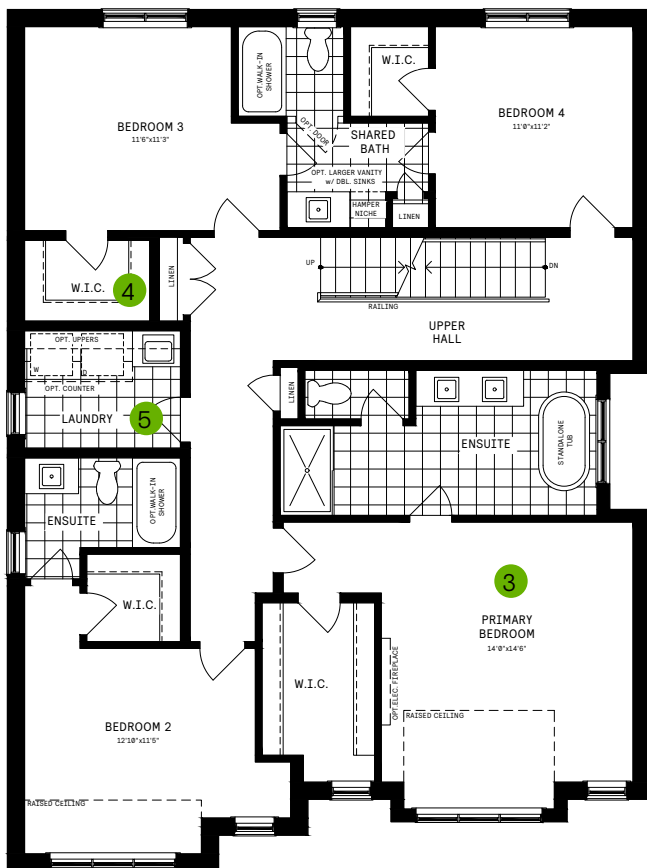 OPT.WALK-IN
SHOWER
W.I.C.
BEDROOM 3
11'6"x11'3"
OPT. DOOR
SHARED
BATH
BEDROOM 4
11'0"x11'2"
OPT. LARGER VANITY
w/ DBL. SINKS
HAMPER
NICHE
LINEN
W.I.C.
4
LINEN
UP
DN
RAILING
UPPER
HALL
OPT. UPPERS
W
D
OPT. COUNTER
LAUNDRY
5
LINEN
ENSUITE
STANDALONE
TUB
ENSUITE
OPT.WALK-IN
SHOWER
W.I.C.
3
PRIMARY
BEDROOM
14'0"x14'6"
W.I.C.
OPT.ELEC. FIREPLACE
RAISED CEILING
BEDROOM 2
12'10"x11'5"
RAISED CEILING